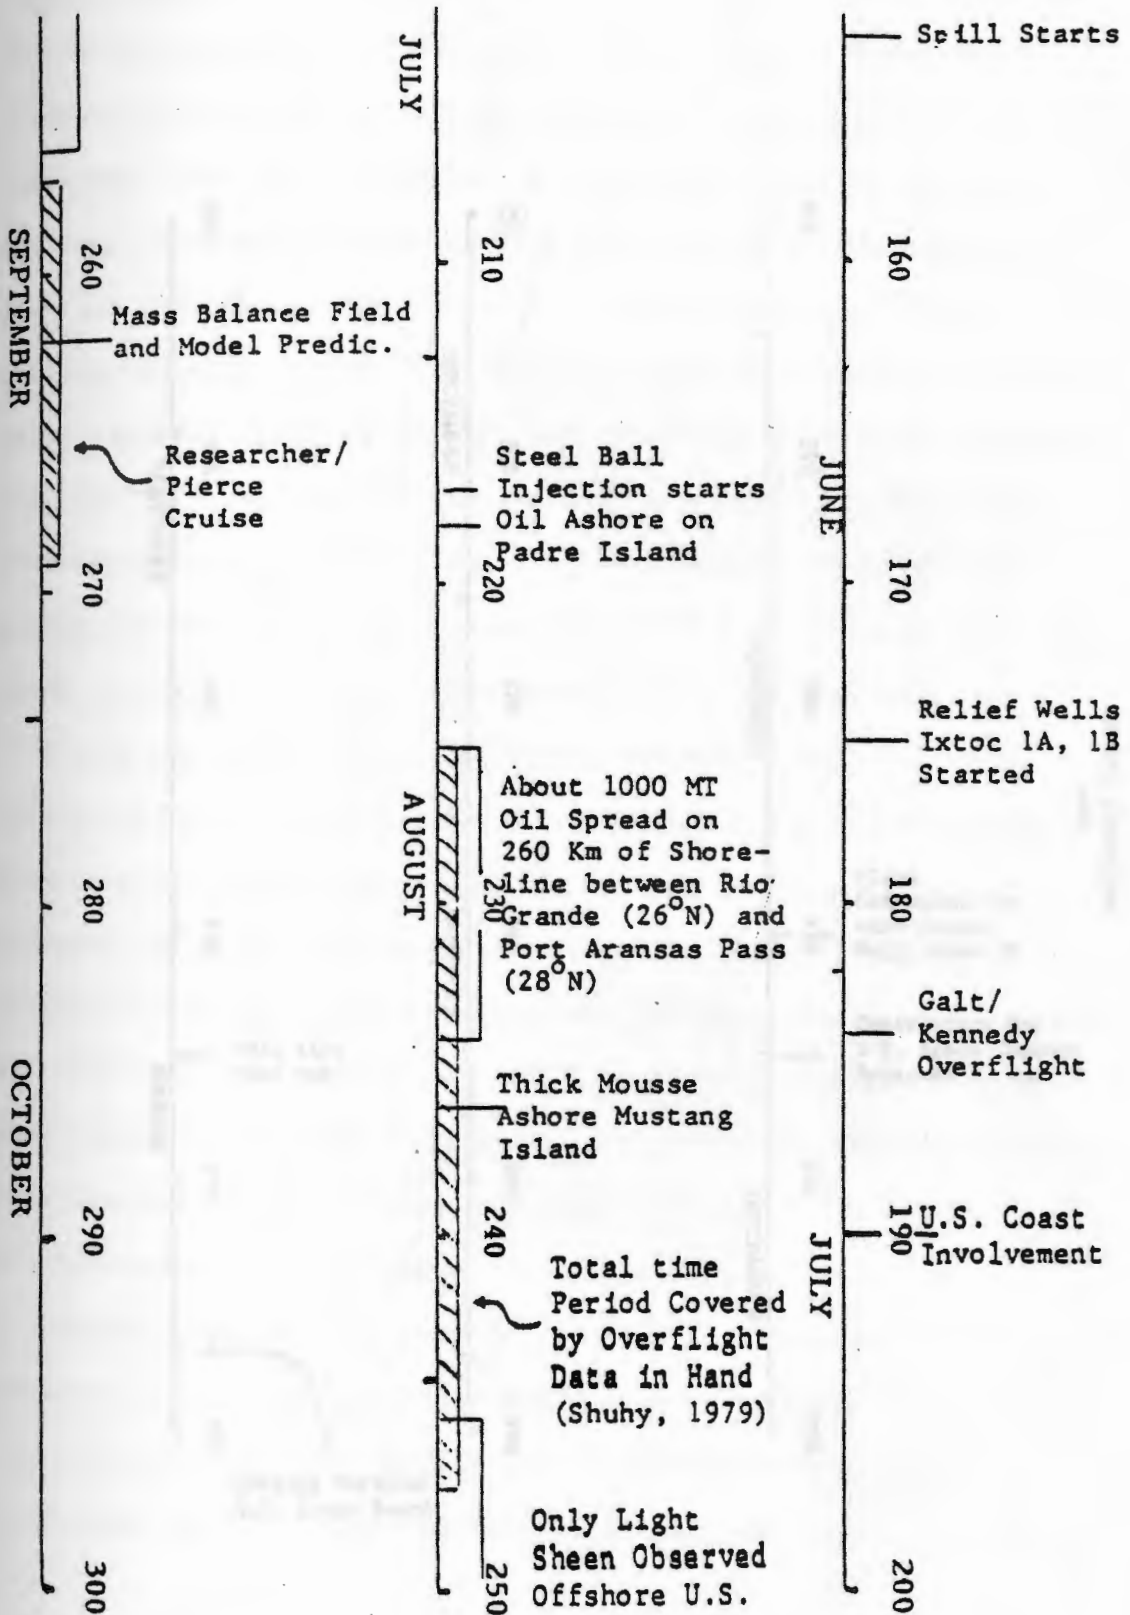 Spill Starts
160
JUNE
170
Relief Wells
Ixtoc 1A, 1B
Started
180
Galt/
Kennedy
Overflight
190
U.S. Coast
Involvement
JULY
200
JULY
210
Steel Ball
Injection starts
Oil Ashore on
Padre Island
220
About 1000 MT
Oil Spread on
260 Km of Shore-
line between Rio
Grande (26°N) and
Port Aransas Pass
(28°N)
230
AUGUST
Thick Mousse
Ashore Mustang
Island
240
Total time
Period Covered
by Overflight
Data in Hand
(Shuhy, 1979)
Only Light
Sheen Observed
Offshore U.S.
250
260
SEPTEMBER
Mass Balance Field
and Model Predic.
Researcher/
Pierce
Cruise
270
280
OCTOBER
290
300